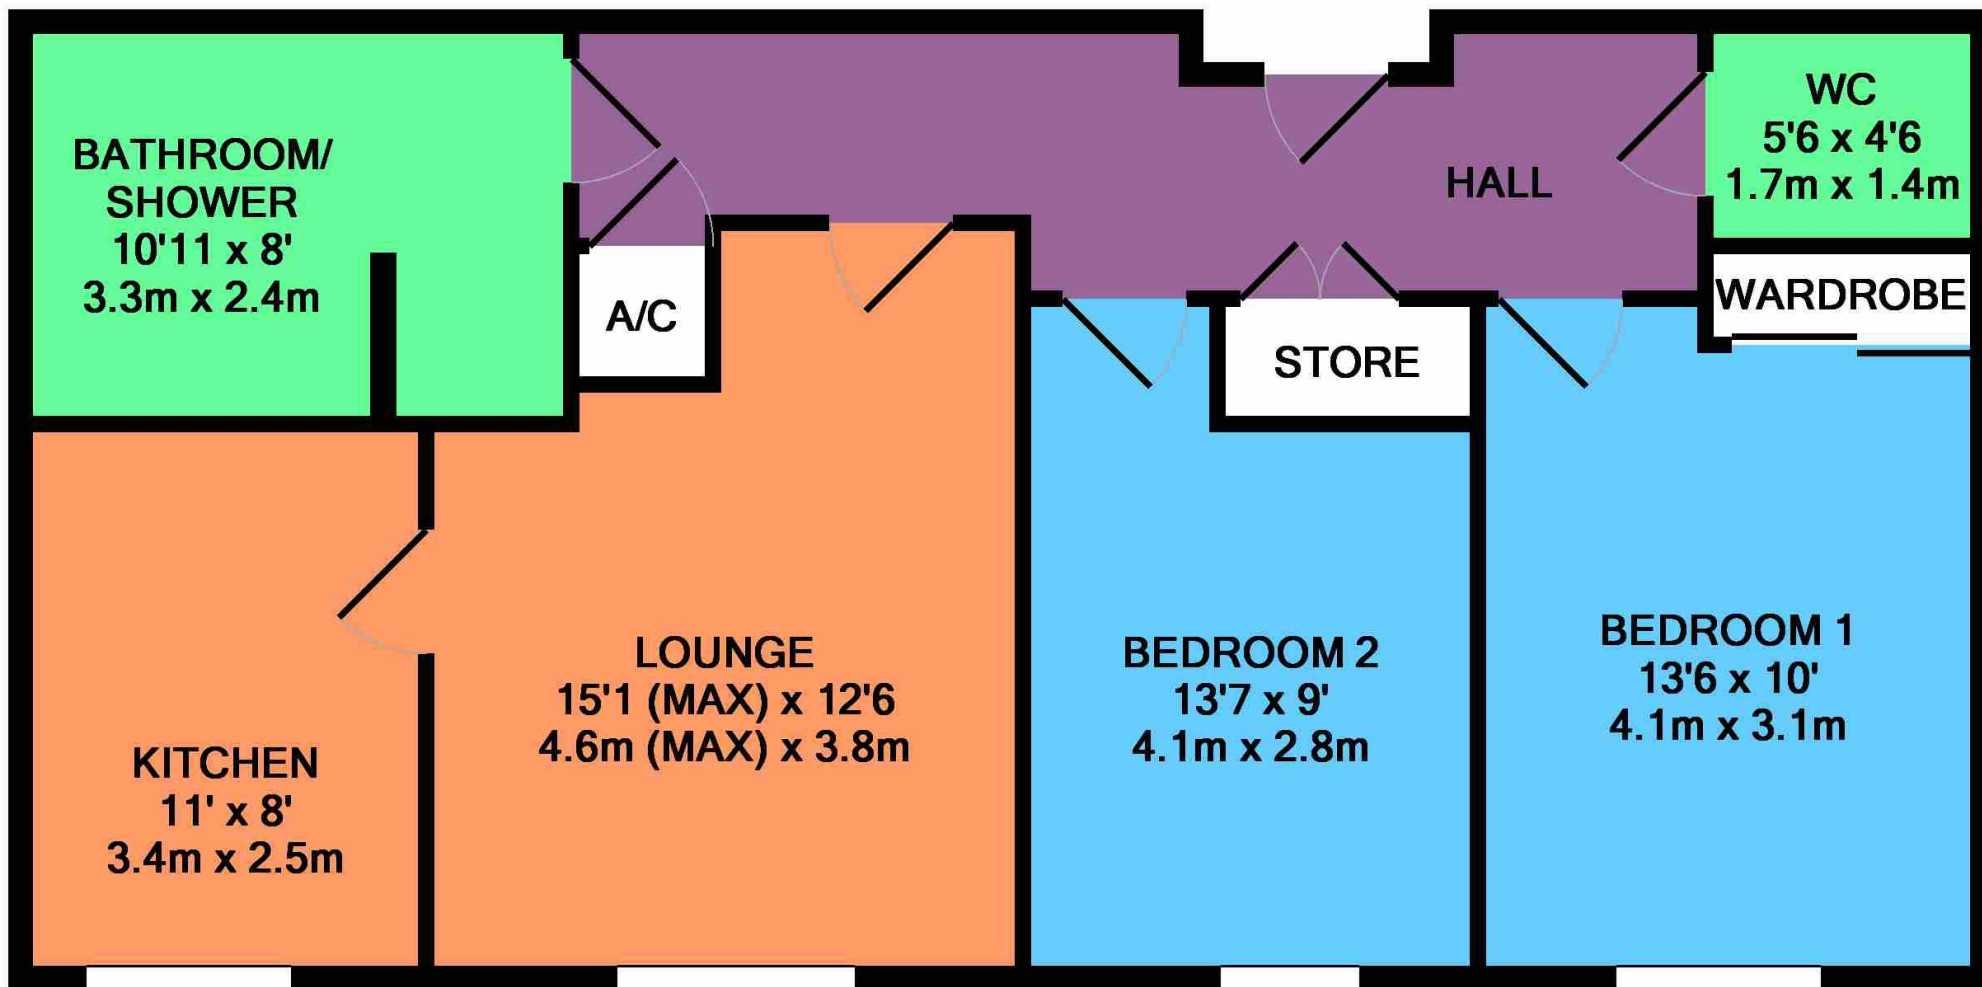 BATHROOM/
SHOWER
10'11 x 8'
3.3m x 2.4m
A/C
HALL
WC
5'6 x 4'6
1.7m x 1.4m
WARDROBE
STORE
KITCHEN
11' x 8'
3.4m x 2.5m
LOUNGE
15'1 (MAX) x 12'6
4.6m (MAX) x 3.8m
BEDROOM 2
13'7 x 9'
4.1m x 2.8m
BEDROOM 1
13'6 x 10'
4.1m x 3.1m